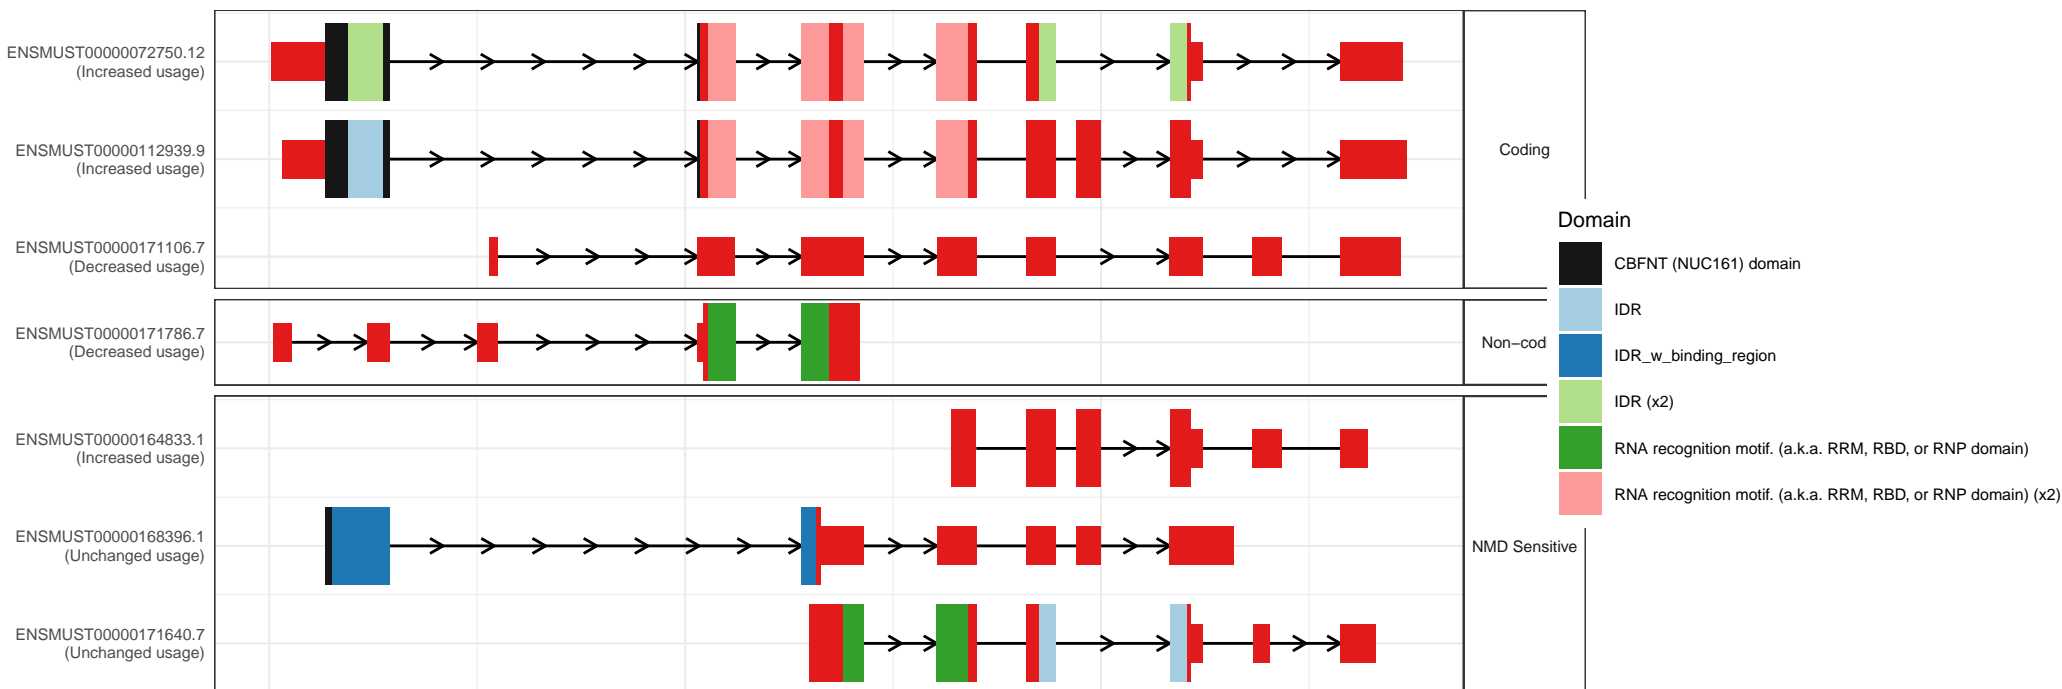 ENSMUST00000072750.12
(Increased usage)
ENSMUST00000112939.9
(Increased usage)
ENSMUST00000171106.7
(Decreased usage)
Coding
ENSMUST00000171786.7
(Decreased usage)
Non−cod
ENSMUST00000164833.1
(Increased usage)
ENSMUST00000168396.1
(Unchanged usage)
ENSMUST00000171640.7
(Unchanged usage)
NMD Sensitive
Domain
CBFNT (NUC161) domain
IDR
IDR_w_binding_region
IDR (x2)
RNA recognition motif. (a.k.a. RRM, RBD, or RNP domain)
RNA recognition motif. (a.k.a. RRM, RBD, or RNP domain) (x2)